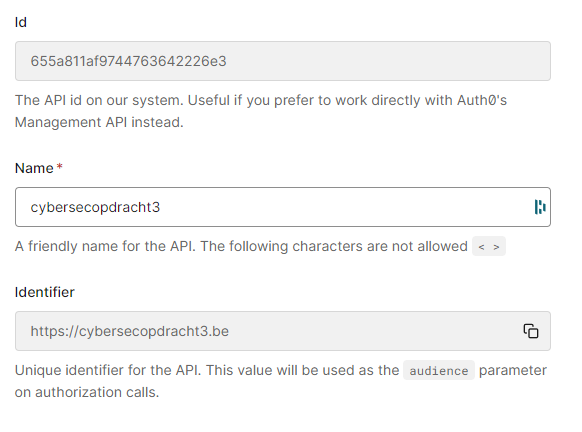 Id
655a811af9744763642226e3
The API id on our system. Useful if you prefer to work directly with Auth0's
Management API instead.
Name *
cybersecopdracht3
A friendly name for the API. The following characters are not allowed < >
Identifier
https://cybersecopdracht3.be
Unique identifier for the API. This value will be used as the audience parameter
on authorization calls.